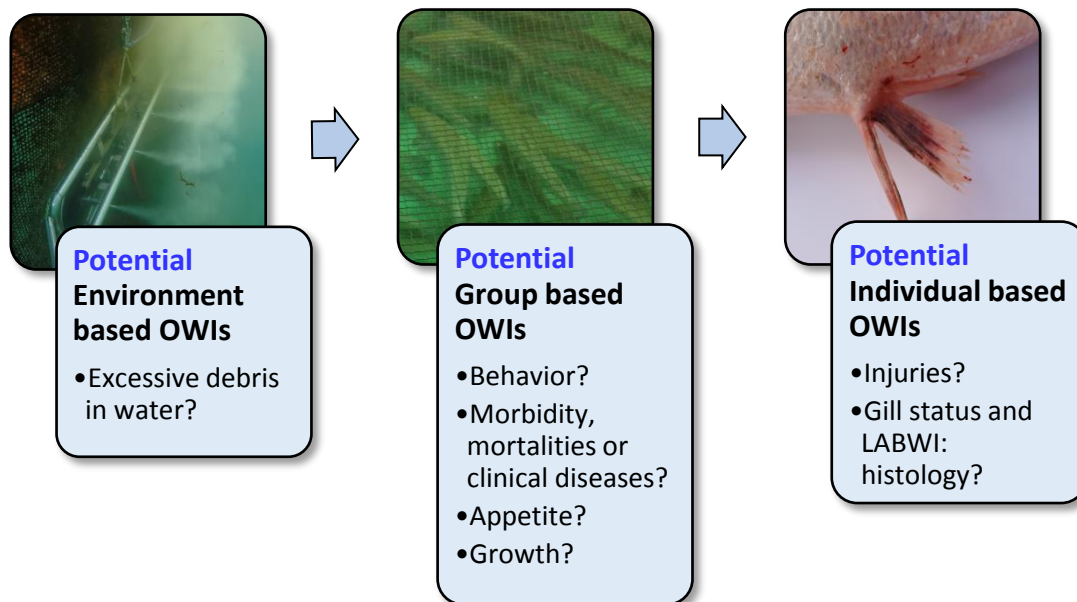 Potential
Environment
based OWIs
•Excessive debris
in water?
Potential
Group based
OWIs
•Behavior?
•Morbidity,
mortalities or
clinical diseases?
•Appetite?
•Growth?
Potential
Individual based
OWIs
•Injuries?
•Gill status and
LABWI:
histology?